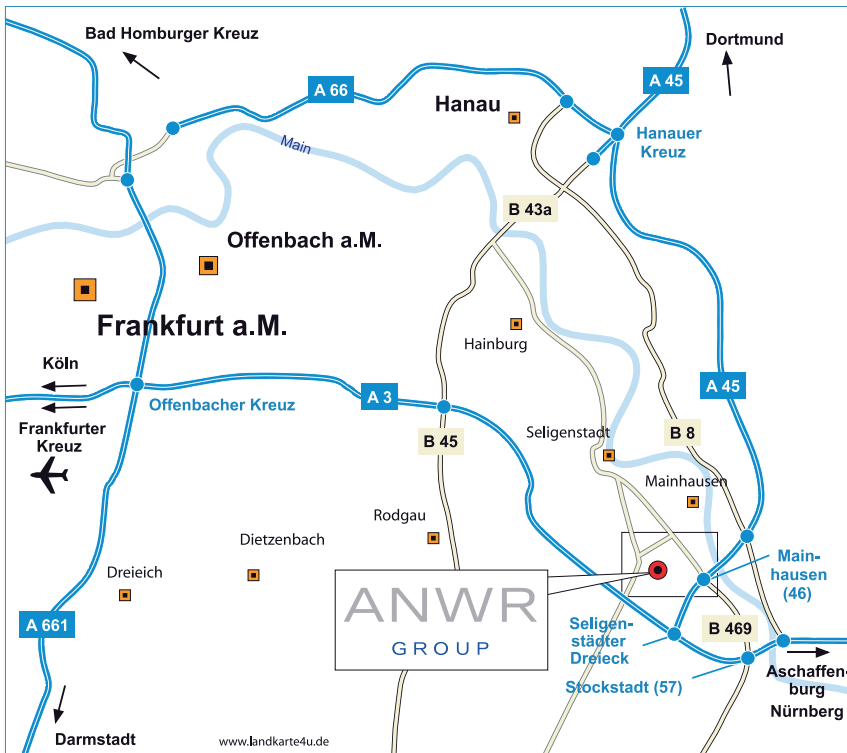 Bad Homburger Kreuz
Dortmund
A 66
A 45
Hanau
Hanauer
Kreuz
Main
B 43a
Offenbach a.M.
Frankfurt a.M.
Hainburg
Köln
A 3
A 45
Offenbacher Kreuz
Frankfurter
Kreuz
B 45
Seligenstadt
B 8
Mainhausen
Rodgau
Dietzenbach
Dreieich
Main-
hausen
(46)
ANWR
GROUP
A 661
Seligen-
städter
Dreieck
B 469
Stockstadt (57)
Aschaffen-
burg
Nürnberg
Darmstadt
www.landkarte4u.de